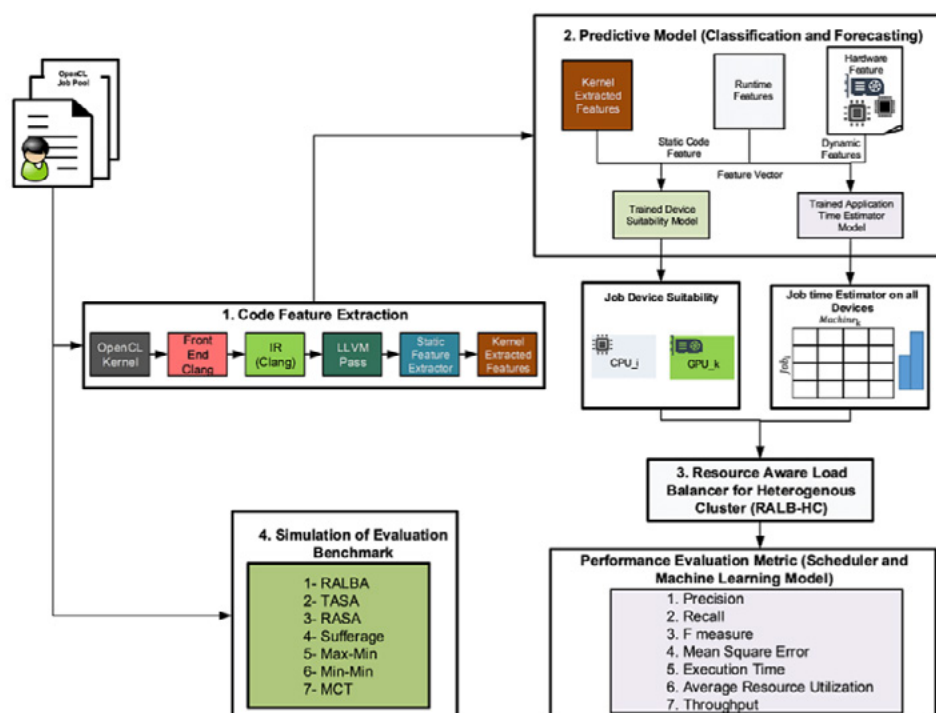 OpenCL
Job Pool
2. Predictive Model (Classification and Forecasting)
Kernel
Extracted
Features
Runtime
Features
Hardware
Feature
Static Code
Feature
Dynamic
Features
Feature Vector
Trained Device
Suitability Model
Trained Application
Time Estimator
Model
1. Code Feature Extraction
OpenCL
Kernel
Front
End
Clang
IR
(Clang)
LLVM
Pass
Static
Feature
Extractor
Kernel
Extracted
Features
Job Device Suitability
CPU_i
GPU_k
Job time Estimator on all
Devices
Machine_k
Job_i
3. Resource Aware Load
Balancer for Heterogenous
Cluster (RALB-HC)
4. Simulation of Evaluation
Benchmark
1- RALBA
2- TASA
3- RASA
4- Sufferage
5- Max-Min
6- Min-Min
7- MCT
Performance Evaluation Metric (Scheduler and
Machine Learning Model)
1. Precision
2. Recall
3. F measure
4. Mean Square Error
5. Execution Time
6. Average Resource Utilization
7. Throughput